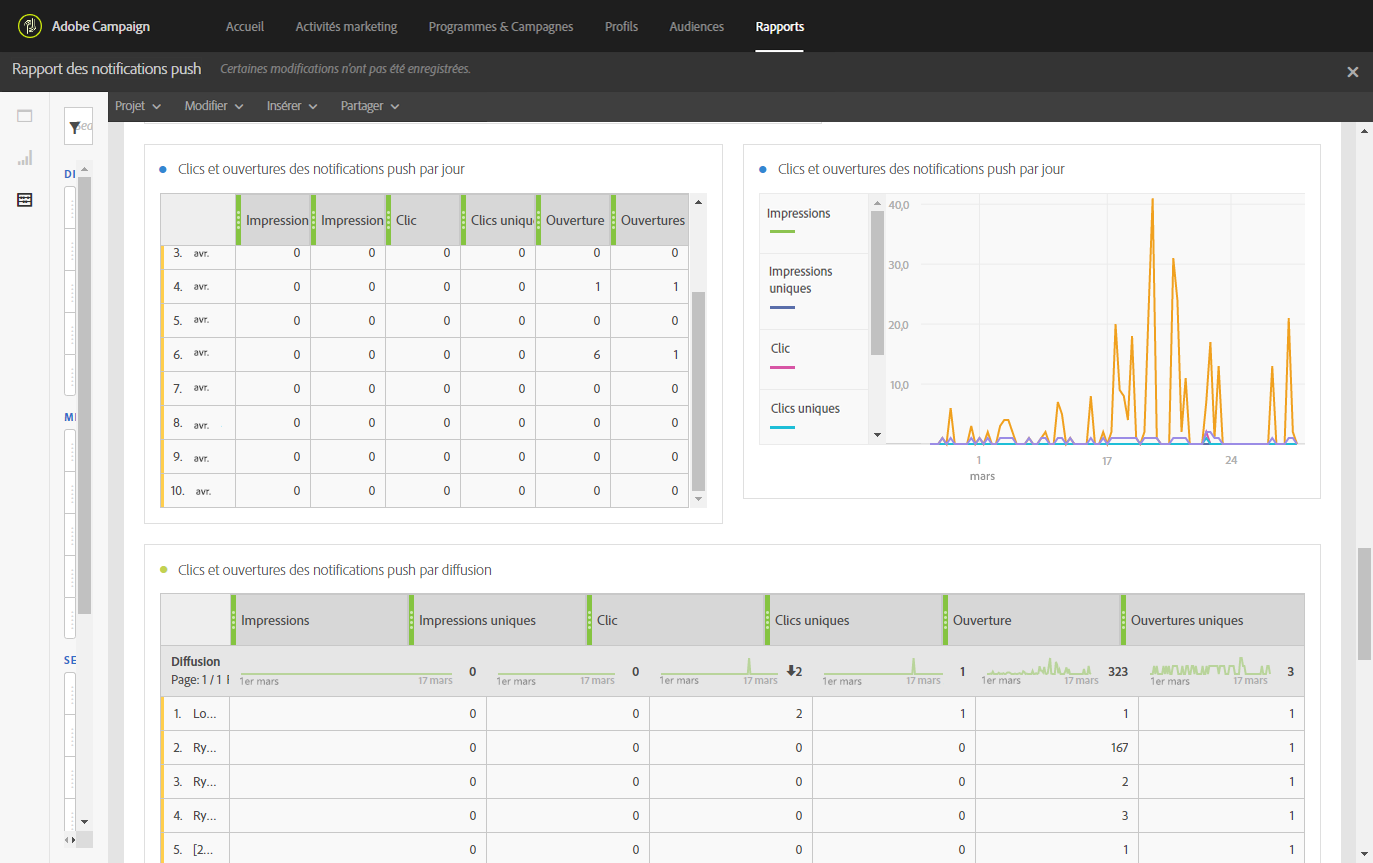 Adobe Campaign Accueil Activités marketing Programmes & Campagnes Profils Audiences Rapports
Rapport des notifications push Certaines modifications n'ont pas été enregistrées.
Projet Modifier Insérer Partager
DI
ME
SE
Clics et ouvertures des notifications push par jour
Impression Impression Clic Clics uniqu Ouverture Ouvertures
3. avr. 0 0 0 0 0 0
4. avr. 0 0 0 0 1 1
5. avr. 0 0 0 0 0 0
6. avr. 0 0 0 0 6 1
7. avr. 0 0 0 0 0 0
8. avr. 0 0 0 0 0 0
9. avr. 0 0 0 0 0 0
10. avr. 0 0 0 0 0 0
Clics et ouvertures des notifications push par jour
Impressions
Impressions
uniques
Clic
Clics uniques
40,0
30,0
20,0
10,0
1 17 24
mars
Clics et ouvertures des notifications push par diffusion
Impressions Impressions uniques Clic Clics uniques Ouverture Ouvertures uniques
Diffusion
Page: 1 / 1
1er mars 17 mars 0 1er mars 17 mars 0 1er mars 17 mars 2 1er mars 17 mars 1 1er mars 17 mars 323 1er mars 17 mars 3
1. Lo... 0 0 2 1 1 1
2. Ry... 0 0 0 0 167 1
3. Ry... 0 0 0 0 2 1
4. Ry... 0 0 0 0 3 1
5. [2... 0 0 0 0 1 1